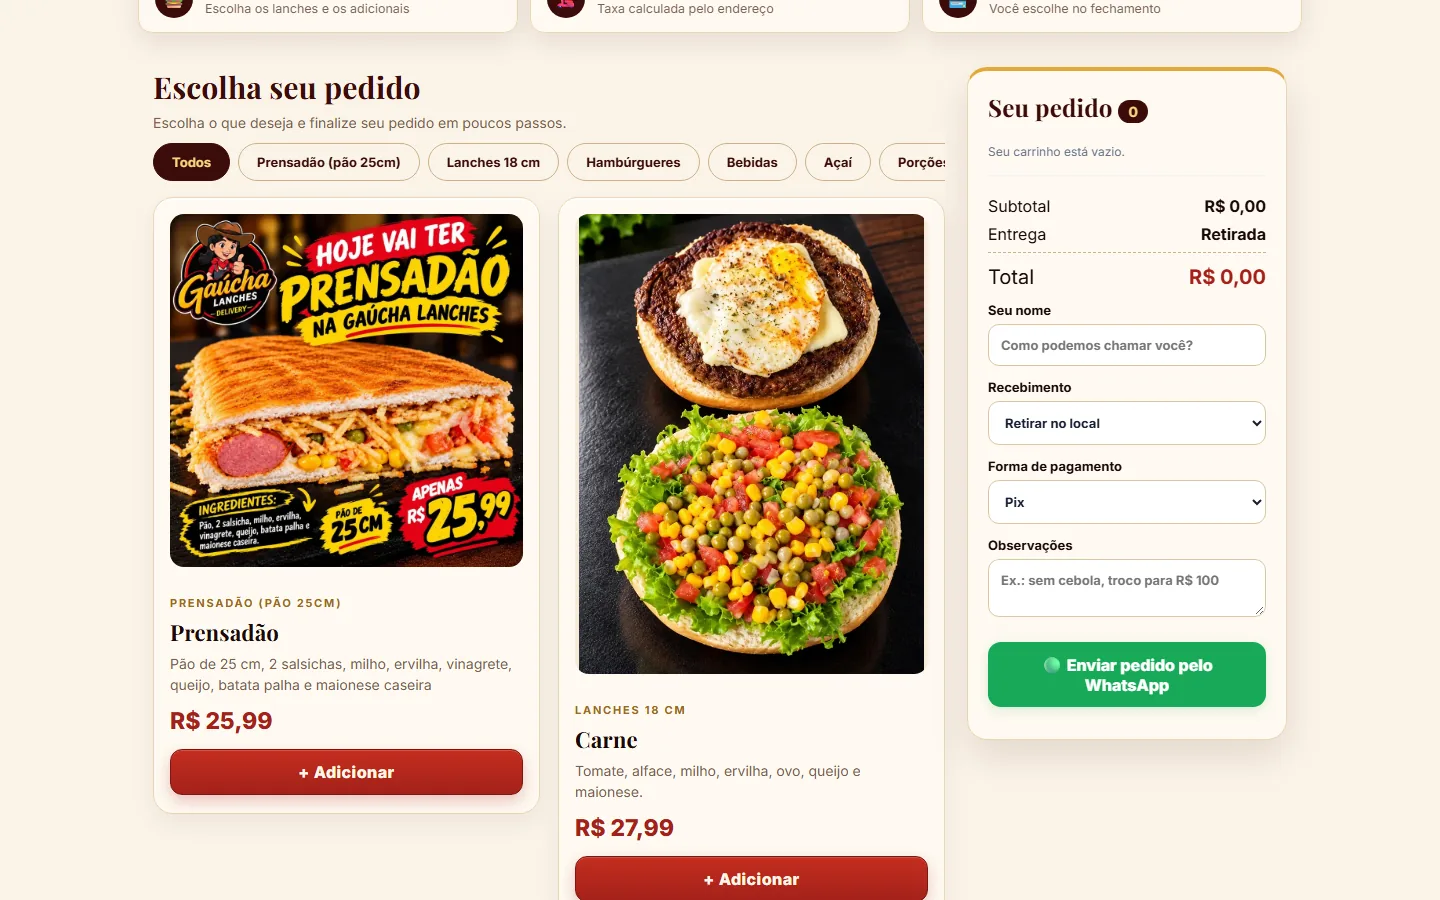 Escolha os lanches e os adicionais
Taxa calculada pelo endereço
Você escolhe no fechamento
Escolha seu pedido
Escolha o que deseja e finalize seu pedido em poucos passos.
Todos
Prensadão (pão 25cm)
Lanches 18 cm
Hambúrgueres
Bebidas
Açaí
Porções
Gaúcha
LANCHES
DELIVERY
HOJE VAI TER
PRENSADÃO
NA GAÚCHA LANCHES
INGREDIENTES:
Pão, 2 salsicha, milho, ervilha,
vinagrete, queijo, batata palha e
maionese caseira.
PÃO DE
25CM
APENAS
R$ 25,99
PRENSADÃO (PÃO 25CM)
Prensadão
Pão de 25 cm, 2 salsichas, milho, ervilha, vinagrete,
queijo, batata palha e maionese caseira
R$ 25,99
+ Adicionar
LANCHES 18 CM
Carne
Tomate, alface, milho, ervilha, ovo, queijo e
maionese.
R$ 27,99
+ Adicionar
Seu pedido 0
Seu carrinho está vazio.
Subtotal R$ 0,00
Entrega Retirada
Total R$ 0,00
Seu nome
Como podemos chamar você?
Recebimento
Retirar no local
Forma de pagamento
Pix
Observações
Ex.: sem cebola, troco para R$ 100
Enviar pedido pelo
WhatsApp